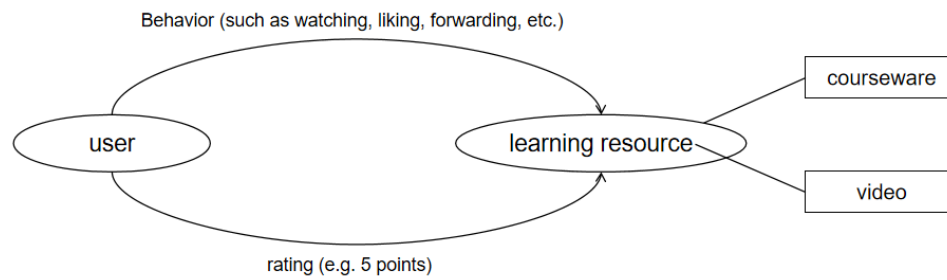 Behavior (such as watching, liking, forwarding, etc.)
courseware
user
learning resource
video
rating (e.g. 5 points)